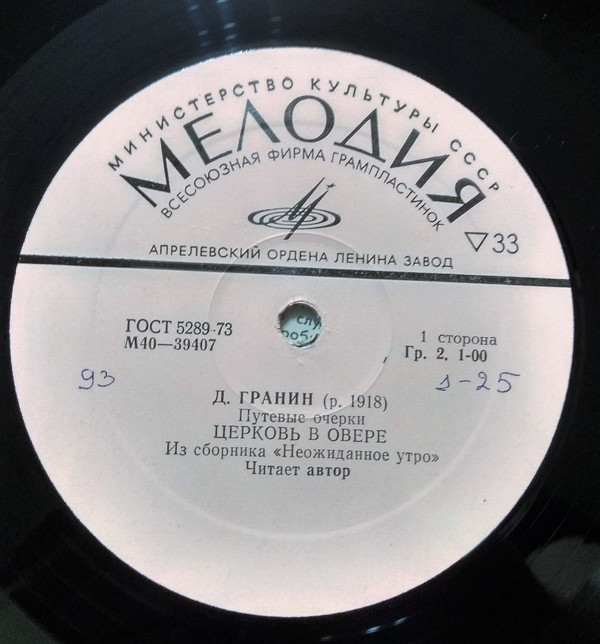 МИНИСТЕРСТВО КУЛЬТУРЫ СССР
МЕЛОДИЯ
ВСЕСОЮЗНАЯ ФИРМА ГРАМПЛАСТИНОК
▽33
АПРЕЛЕВСКИЙ ОРДЕНА ЛЕНИНА ЗАВОД
ГОСТ 5289-73
М40—39407
1 сторона
Гр. 2. 1-00
93
1-25
Д. ГРАНИН (р. 1918)
Путевые очерки
ЦЕРКОВЬ В ОВЕРЕ
Из сборника «Неожиданное утро»
Читает автор